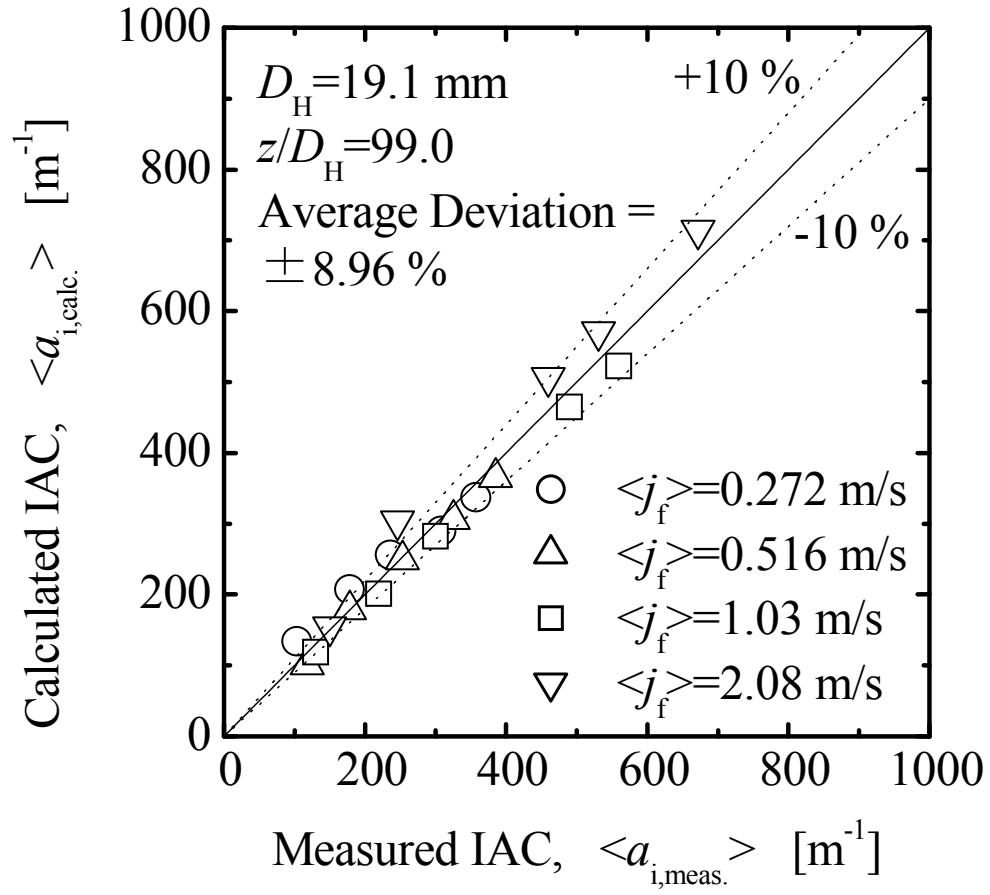 Calculated IAC, <a_i,calc.> [m^-1]
1000
800
600
400
200
0
D_H=19.1 mm
z/D_H=99.0
Average Deviation =
±8.96 %
+10 %
-10 %
<j_f>=0.272 m/s
<j_f>=0.516 m/s
<j_f>=1.03 m/s
<j_f>=2.08 m/s
0 200 400 600 800 1000
Measured IAC, <a_i,meas.> [m^-1]